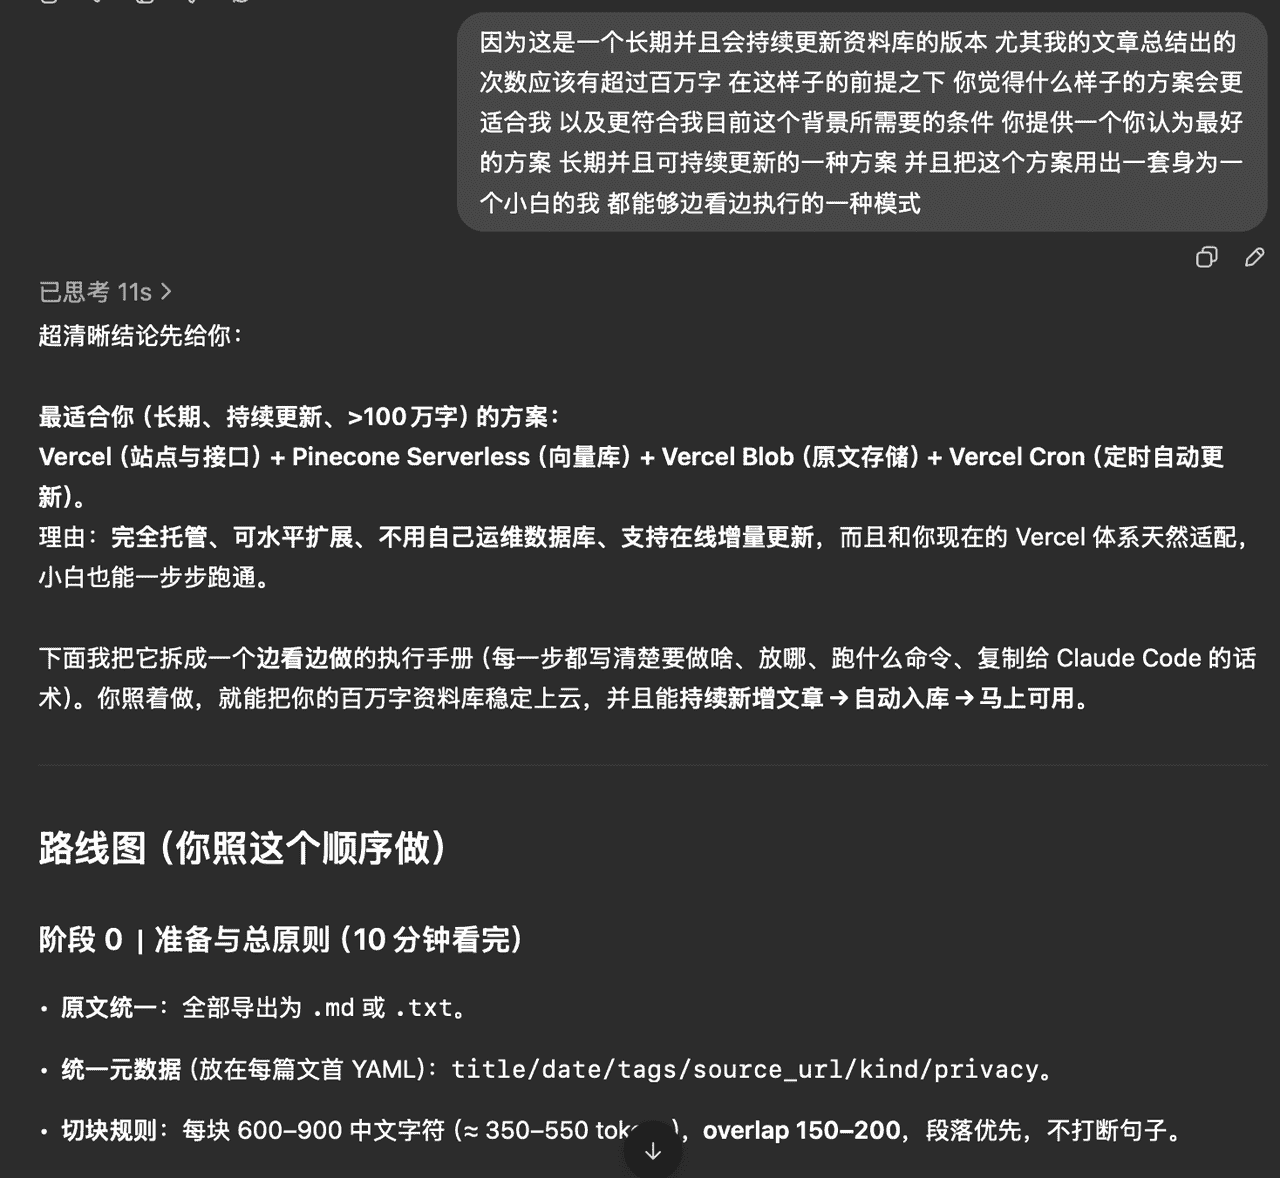 因为这是一个长期并且会持续更新资料库的版本 尤其我的文章总结出的
次数应该有超过百万字 在这样子的前提之下 你觉得什么样子的方案会更
适合我 以及更符合我目前这个背景所需要的条件 你提供一个你认为最好
的方案 长期并且可持续更新的一种方案 并且把这个方案用出一套身为一
个小白的我 都能够边看边执行的一种模式
已思考 11s >
超清晰结论先给你：
最适合你（长期、持续更新、>100 万字）的方案：
Vercel（站点与接口）+ Pinecone Serverless（向量库）+ Vercel Blob（原文存储）+ Vercel Cron（定时自动更
新）。
理由：完全托管、可水平扩展、不用自己运维数据库、支持在线增量更新，而且和你现在的 Vercel 体系天然适配，
小白也能一步步跑通。
下面我把它拆成一个边看边做的执行手册（每一步都写清楚要做啥、放哪、跑什么命令、复制给 Claude Code 的话
术）。你照着做，就能把你的百万字资料库稳定上云，并且能持续新增文章 → 自动入库 → 马上可用。
路线图（你照这个顺序做）
阶段 0｜准备与总原则（10 分钟看完）
• 原文统一：全部导出为 .md 或 .txt。
• 统一元数据（放在每篇文首 YAML）：title/date/tags/source_url/kind/privacy。
• 切块规则：每块 600–900 中文字符（≈ 350–550 tok），overlap 150–200，段落优先，不打断句子。